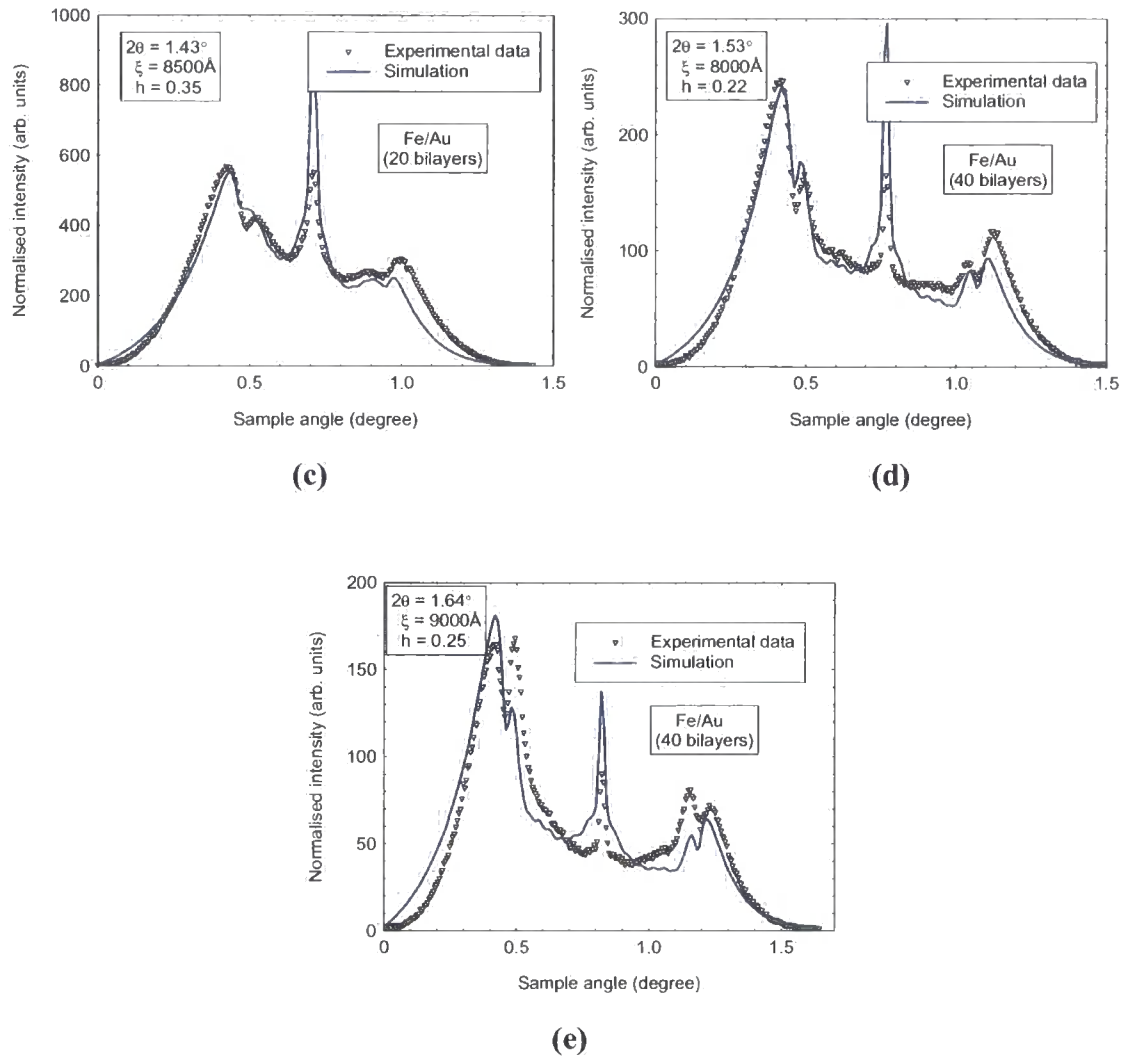 1000
800
600
400
200
0
0
0.5
1.0
1.5
Normalised intensity (arb. units)
Sample angle (degree)
2θ = 1.43°
ξ = 8500Å
h = 0.35
Experimental data
Simulation
Fe/Au
(20 bilayers)
(c)
300
200
100
0
0
0.5
1.0
1.5
Normalised intensity (arb. units)
Sample angle (degree)
2θ = 1.53°
ξ = 8000Å
h = 0.22
Experimental data
Simulation
Fe/Au
(40 bilayers)
(d)
200
150
100
50
0
0
0.5
1.0
1.5
Normalised intensity (arb. units)
Sample angle (degree)
2θ = 1.64°
ξ = 9000Å
h = 0.25
Experimental data
Simulation
Fe/Au
(40 bilayers)
(e)